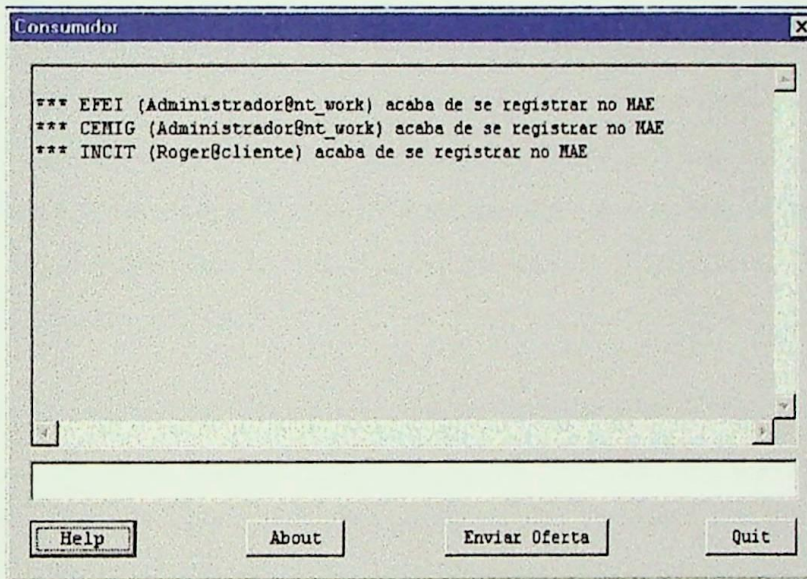 Consumidor
*** EFEI (Administrador@nt_work) acaba de se registrar no MAE
*** CEMIG (Administrador@nt_work) acaba de se registrar no MAE
*** INCIT (Roger@cliente) acaba de se registrar no MAE
Help About Enviar Oferta Quit